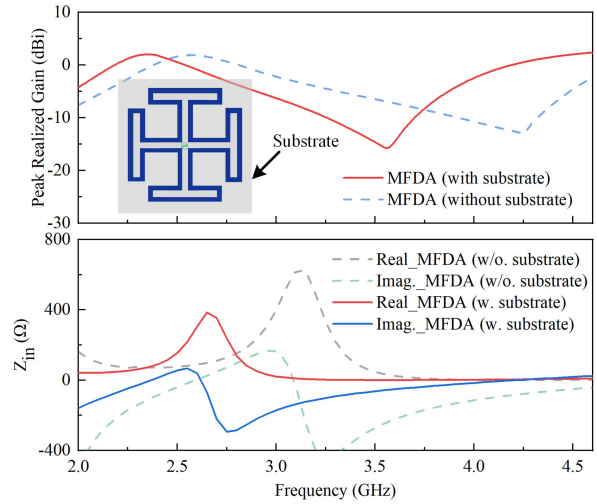 10
0
-10
-20
-30
Peak Realized Gain (dBi)
Substrate
MFDA (with substrate)
MFDA (without substrate)
800
400
0
-400
Z_in (Ω)
Real_MFDA (w/o. substrate)
Imag._MFDA (w/o. substrate)
Real_MFDA (w. substrate)
Imag._MFDA (w. substrate)
2.0 2.5 3.0 3.5 4.0 4.5
Frequency (GHz)